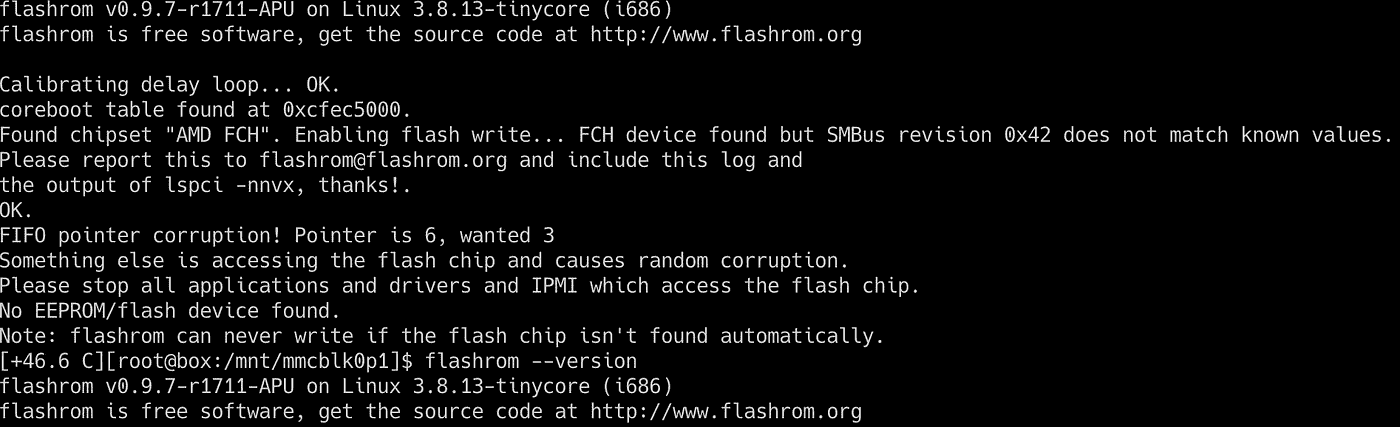 flashrom v0.9.7-r1711-APU on Linux 3.8.13-tinycore (i686)
flashrom is free software, get the source code at http://www.flashrom.org
Calibrating delay loop... OK.
coreboot table found at 0xcfec5000.
Found chipset "AMD FCH". Enabling flash write... FCH device found but SMBus revision 0x42 does not match known values.
Please report this to flashrom@flashrom.org and include this log and
the output of lspci -nnvx, thanks!.
OK.
FIFO pointer corruption! Pointer is 6, wanted 3
Something else is accessing the flash chip and causes random corruption.
Please stop all applications and drivers and IPMI which access the flash chip.
No EEPROM/flash device found.
Note: flashrom can never write if the flash chip isn't found automatically.
[+46.6 C][root@box:/mnt/mmcblk0p1]$ flashrom --version
flashrom v0.9.7-r1711-APU on Linux 3.8.13-tinycore (i686)
flashrom is free software, get the source code at http://www.flashrom.org